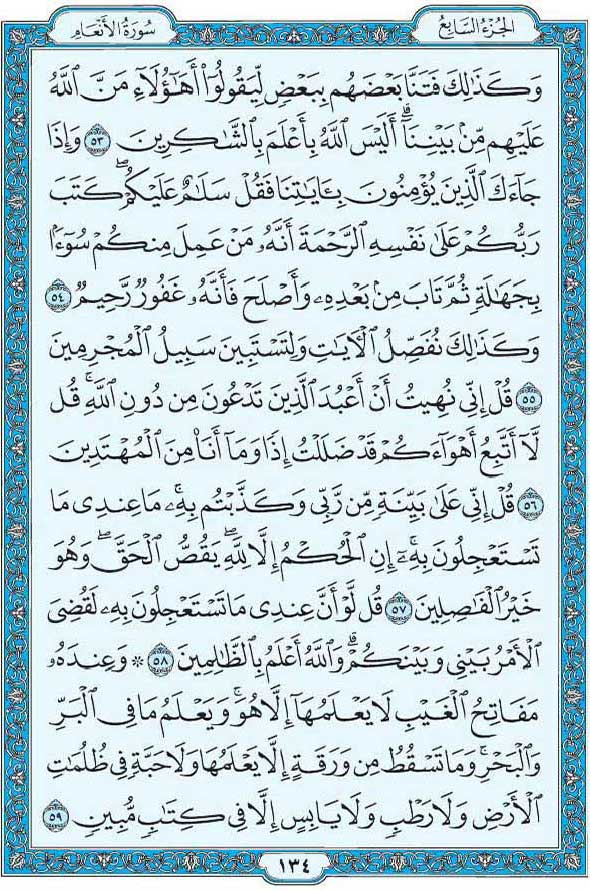 الجُزْءُ السَّابِعُ
سُورَةُ الأَنْعَامِ
وَكَذَٰلِكَ فَتَنَّا بَعْضَهُم بِبَعْضٍ لِّيَقُولُوٓا۟ أَهَـٰٓؤُلَآءِ مَنَّ ٱللَّهُ
عَلَيْهِم مِّنۢ بَيْنِنَآ ۗ أَلَيْسَ ٱللَّهُ بِأَعْلَمَ بِٱلشَّـٰكِرِينَ ٥٣ وَإِذَا
جَآءَكَ ٱلَّذِينَ يُؤْمِنُونَ بِـَٔايَـٰتِنَا فَقُلْ سَلَـٰمٌ عَلَيْكُمْ ۖ كَتَبَ
رَبُّكُمْ عَلَىٰ نَفْسِهِ ٱلرَّحْمَةَ أَنَّهُۥ مَنْ عَمِلَ مِنكُمْ سُوٓءًۢا
بِجَهَـٰلَةٍ ثُمَّ تَابَ مِنۢ بَعْدِهِۦ وَأَصْلَحَ فَأَنَّهُۥ غَفُورٌ رَّحِيمٌ ٥٤
وَكَذَٰلِكَ نُفَصِّلُ ٱلْـَٔايَـٰتِ وَلِتَسْتَبِينَ سَبِيلُ ٱلْمُجْرِمِينَ
٥٥ قُلْ إِنِّى نُهِيتُ أَنْ أَعْبُدَ ٱلَّذِينَ تَدْعُونَ مِن دُونِ ٱللَّهِ ۚ قُل
لَّآ أَتَّبِعُ أَهْوَآءَكُمْ ۙ قَدْ ضَلَلْتُ إِذًا وَمَآ أَنَا۠ مِنَ ٱلْمُهْتَدِينَ
٥٦ قُلْ إِنِّى عَلَىٰ بَيِّنَةٍ مِّن رَّبِّى وَكَذَّبْتُم بِهِۦ ۚ مَا عِندِى مَا
تَسْتَعْجِلُونَ بِهِۦٓ ۚ إِنِ ٱلْحُكْمُ إِلَّا لِلَّهِ ۖ يَقُصُّ ٱلْحَقَّ ۖ وَهُوَ
خَيْرُ ٱلْفَـٰصِلِينَ ٥٧ قُل لَّوْ أَنَّ عِندِى مَا تَسْتَعْجِلُونَ بِهِۦ لَقُضِىَ
ٱلْأَمْرُ بَيْنِى وَبَيْنَكُمْ ۗ وَٱللَّهُ أَعْلَمُ بِٱلظَّـٰلِمِينَ ٥٨ ۞ وَعِندَهُۥ
مَفَاتِحُ ٱلْغَيْبِ لَا يَعْلَمُهَآ إِلَّا هُوَ ۚ وَيَعْلَمُ مَا فِى ٱلْبَرِّ
وَٱلْبَحْرِ ۚ وَمَا تَسْقُطُ مِن وَرَقَةٍ إِلَّا يَعْلَمُهَا وَلَا حَبَّةٍ فِى ظُلُمَـٰتِ
ٱلْأَرْضِ وَلَا رَطْبٍ وَلَا يَابِسٍ إِلَّا فِى كِتَـٰبٍ مُّبِينٍ ٥٩
١٣٤